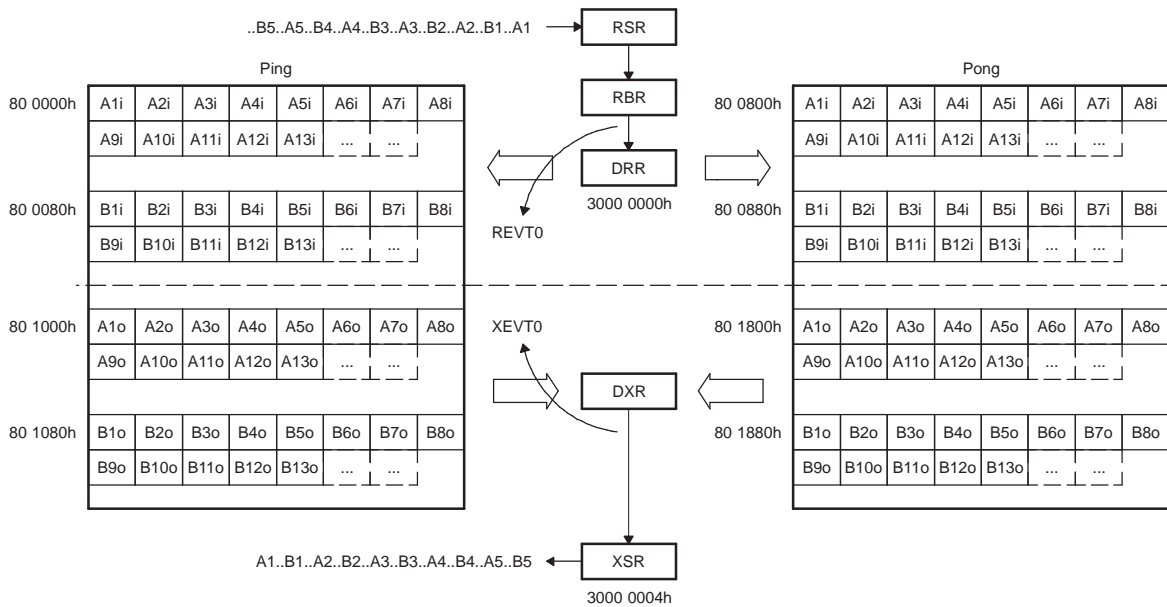 ..B5..A5..B4..A4..B3..A3..B2..A2..B1..A1
RSR
Ping
RBR
Pong
80 0000h
A1i A2i A3i A4i A5i A6i A7i A8i
A9i A10i A11i A12i A13i ... ...
80 0080h
B1i B2i B3i B4i B5i B6i B7i B8i
B9i B10i B11i B12i B13i ... ...
DRR
3000 0000h
REVT0
80 0800h
A1i A2i A3i A4i A5i A6i A7i A8i
A9i A10i A11i A12i A13i ... ...
80 0880h
B1i B2i B3i B4i B5i B6i B7i B8i
B9i B10i B11i B12i B13i ... ...
80 1000h
A1o A2o A3o A4o A5o A6o A7o A8o
A9o A10o A11o A12o A13o ... ...
80 1080h
B1o B2o B3o B4o B5o B6o B7o B8o
B9o B10o B11o B12o B13o ... ...
XEVT0
DXR
80 1800h
A1o A2o A3o A4o A5o A6o A7o A8o
A9o A10o A11o A12o A13o ... ...
80 1880h
B1o B2o B3o B4o B5o B6o B7o B8o
B9o B10o B11o B12o B13o ... ...
A1..B1..A2..B2..A3..B3..A4..B4..A5..B5
XSR
3000 0004h